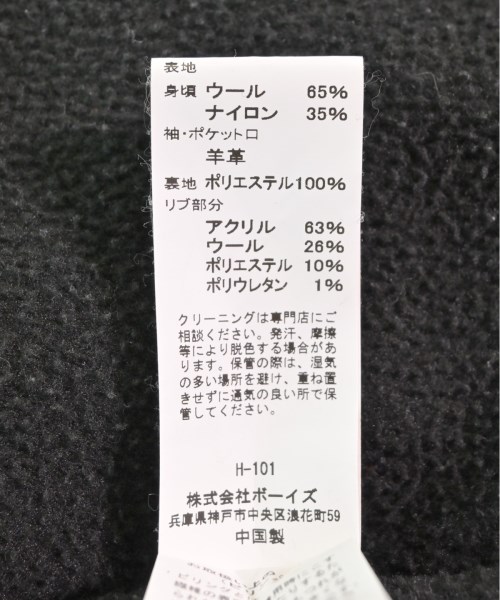 表地
身頃 ウール 65%
ナイロン 35%
袖・ポケット口
羊革
裏地 ポリエステル100%
リブ部分
アクリル 63%
ウール 26%
ポリエステル 10%
ポリウレタン 1%
クリーニングは専門店にご
相談ください。発汗、摩擦
等により脱色する場合があ
ります。保管の際は、湿気
の多い場所を避け、重ね置
きせずに通気の良い所で保
管してください。
H-101
株式会社ボーイズ
兵庫県神戸市中央区浪花町59
中国製